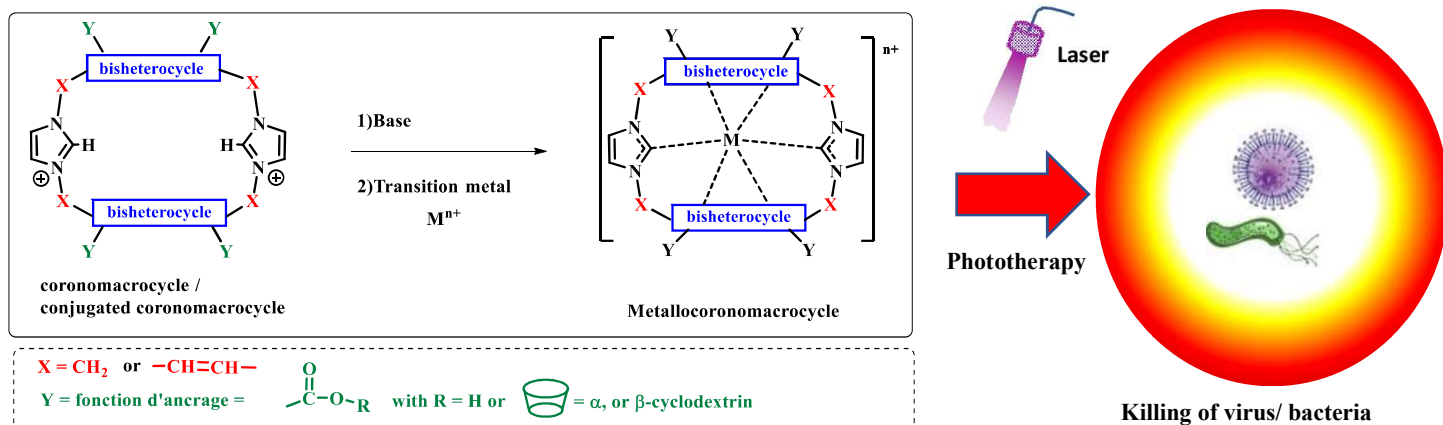 Y Y
bisheterocycle
X X
N N
H H
N N
⊕ ⊕
X X
bisheterocycle
Y Y
coronomacrocycle /
conjugated coronomacrocycle
1)Base
2)Transition metal
Mⁿ⁺
n+
Y Y
bisheterocycle
X X
N N
M
N N
X X
bisheterocycle
Y Y
Metallocoronomacrocycle
X = CH₂ or −CH=CH−
Y = fonction d'ancrage = O C−O−R with R = H or = α, or β-cyclodextrin
Laser
Phototherapy
Killing of virus/ bacteria